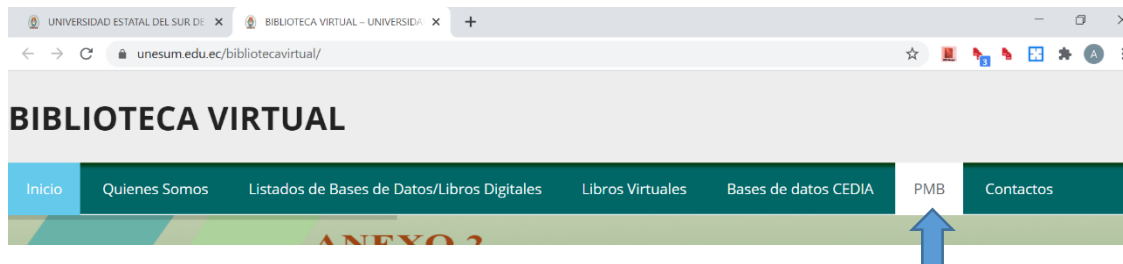 UNIVERSIDAD ESTATAL DEL SUR DE
BIBLIOTECA VIRTUAL – UNIVERSIDA
unesum.edu.ec/bibliotecavirtual/
3
A
BIBLIOTECA VIRTUAL
Inicio Quienes Somos Listados de Bases de Datos/Libros Digitales Libros Virtuales Bases de datos CEDIA PMB Contactos
ANEXO 2